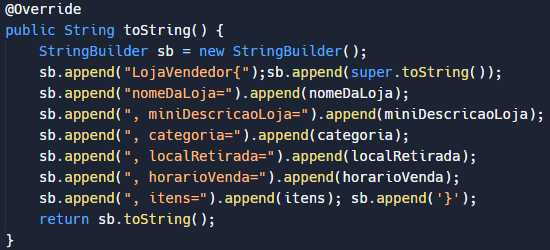 @Override
public String toString() {
    StringBuilder sb = new StringBuilder();
    sb.append("LojaVendedor{");sb.append(super.toString());
    sb.append("nomeDaLoja=").append(nomeDaLoja);
    sb.append(", miniDescricaoLoja=").append(miniDescricaoLoja);
    sb.append(", categoria=").append(categoria);
    sb.append(", localRetirada=").append(localRetirada);
    sb.append(", horarioVenda=").append(horarioVenda);
    sb.append(", itens=").append(itens); sb.append('}');
    return sb.toString();
}